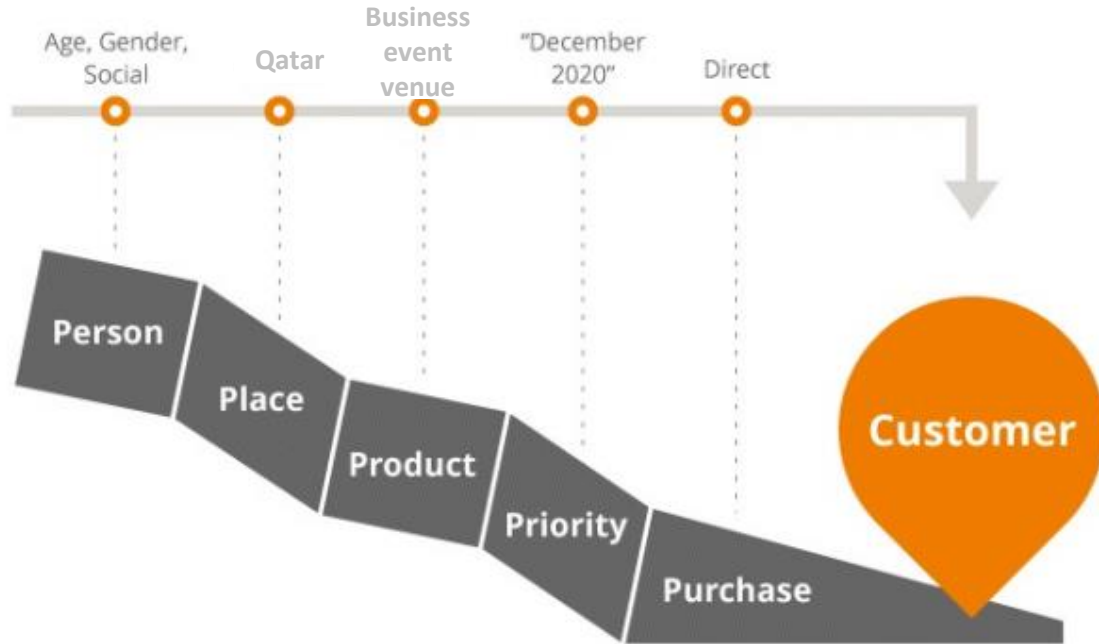 Age, Gender,
Social
Qatar
Business
event
venue
“December
2020”
Direct
Person
Place
Product
Priority
Purchase
Customer